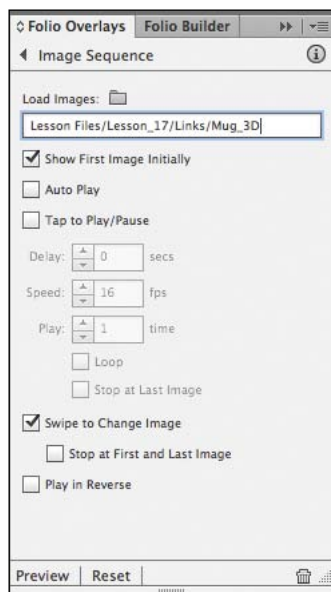 Folio Overlays Folio Builder
Image Sequence
Load Images:
Lesson Files/Lesson_17/Links/Mug_3D
Show First Image Initially
Auto Play
Tap to Play/Pause
Delay: 0 secs
Speed: 16 fps
Play: 1 time
Loop
Stop at Last Image
Swipe to Change Image
Stop at First and Last Image
Play in Reverse
Preview Reset